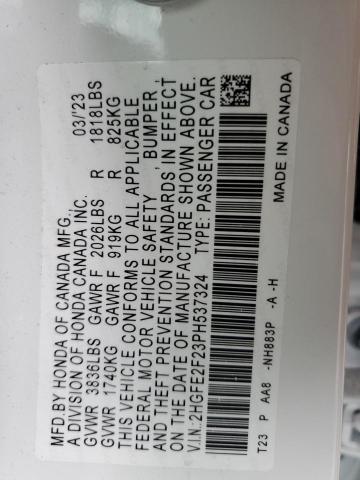 MFD.BY HONDA OF CANADA MFG., 03/'23
A DIVISION OF HONDA CANADA INC.
GVWR 3836LBS GAWR F 2026LBS R 1818LBS
GVWR 1740KG GAWR F 919KG R 825KG
THIS VEHICLE CONFORMS TO ALL APPLICABLE
FEDERAL MOTOR VEHICLE SAFETY BUMPER,
AND THEFT PREVENTION STANDARDS, IN EFFECT
ON THE DATE OF MANUFACTURE SHOWN ABOVE.
V.I.N.:2HGFE2F23PH537324 TYPE: PASSENGER CAR
T23 P AA8 -NH883P -A -H MADE IN CANADA